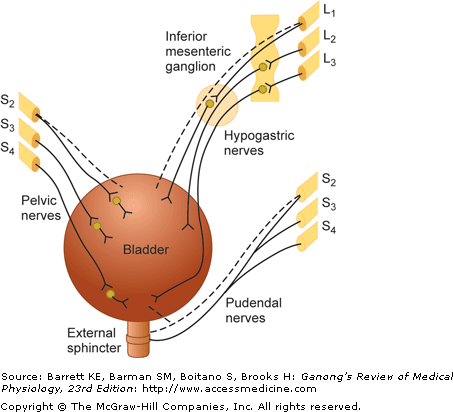 Inferior
mesenteric
ganglion
L1
L2
L3
S2
S3
S4
Hypogastric
nerves
Pelvic
nerves
Bladder
S2
S3
S4
Pudendal
nerves
External
sphincter
Source: Barrett KE, Barman SM, Boitano S, Brooks H: Ganong's Review of Medical
Physiology, 23rd Edition: http://www.accessmedicine.com
Copyright © The McGraw-Hill Companies, Inc. All rights reserved.